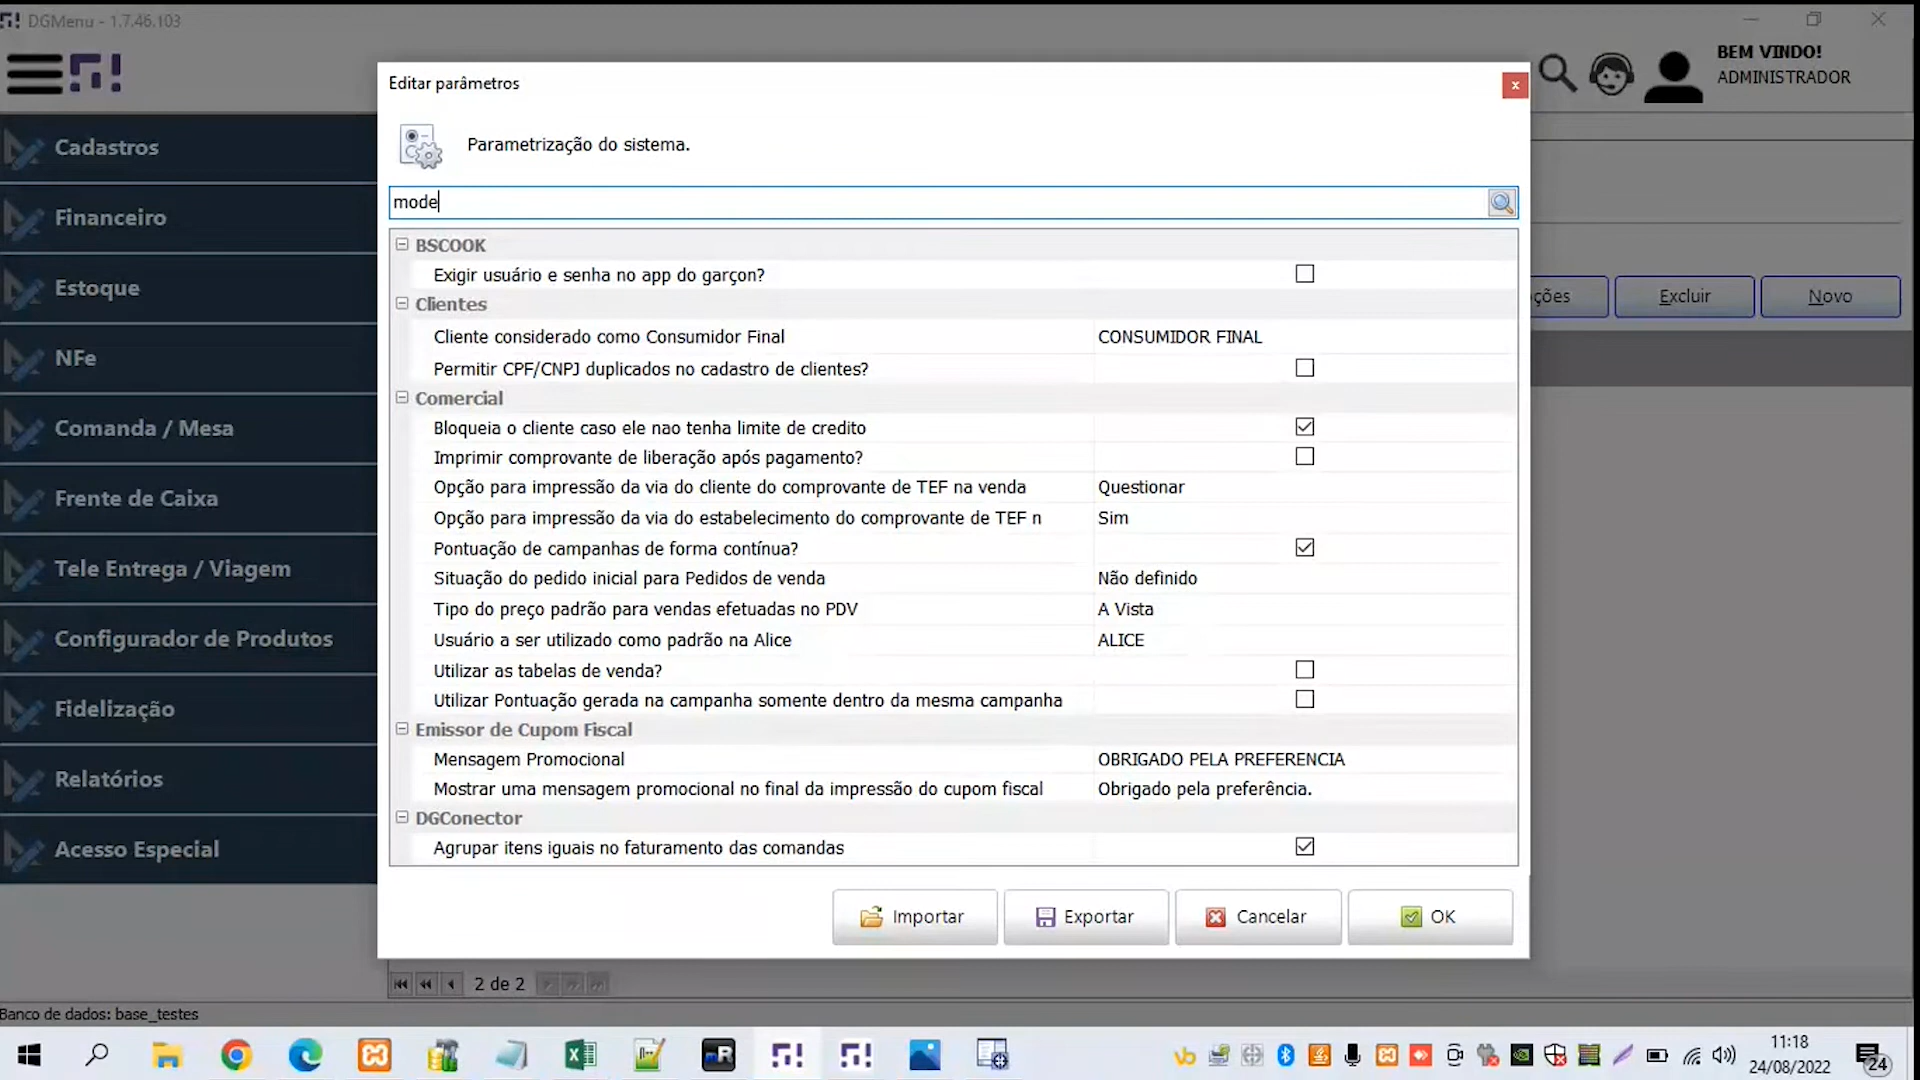 DGMenu - 1.7.46.103
BEM VINDO!
ADMINISTRADOR
Cadastros
Financeiro
Estoque
NFe
Comanda / Mesa
Frente de Caixa
Tele Entrega / Viagem
Configurador de Produtos
Fidelização
Relatórios
Acesso Especial
ções
Excluir
Novo
Editar parâmetros
Parametrização do sistema.
mode
BSCOOK
Exigir usuário e senha no app do garçon?
Clientes
Cliente considerado como Consumidor Final CONSUMIDOR FINAL
Permitir CPF/CNPJ duplicados no cadastro de clientes?
Comercial
Bloqueia o cliente caso ele nao tenha limite de credito
Imprimir comprovante de liberação após pagamento?
Opção para impressão da via do cliente do comprovante de TEF na venda Questionar
Opção para impressão da via do estabelecimento do comprovante de TEF n Sim
Pontuação de campanhas de forma contínua?
Situação do pedido inicial para Pedidos de venda Não definido
Tipo do preço padrão para vendas efetuadas no PDV A Vista
Usuário a ser utilizado como padrão na Alice ALICE
Utilizar as tabelas de venda?
Utilizar Pontuação gerada na campanha somente dentro da mesma campanha
Emissor de Cupom Fiscal
Mensagem Promocional OBRIGADO PELA PREFERENCIA
Mostrar uma mensagem promocional no final da impressão do cupom fiscal Obrigado pela preferência.
DGConector
Agrupar itens iguais no faturamento das comandas
Importar
Exportar
Cancelar
OK
2 de 2
Banco de dados: base_testes
11:18
24/08/2022
24